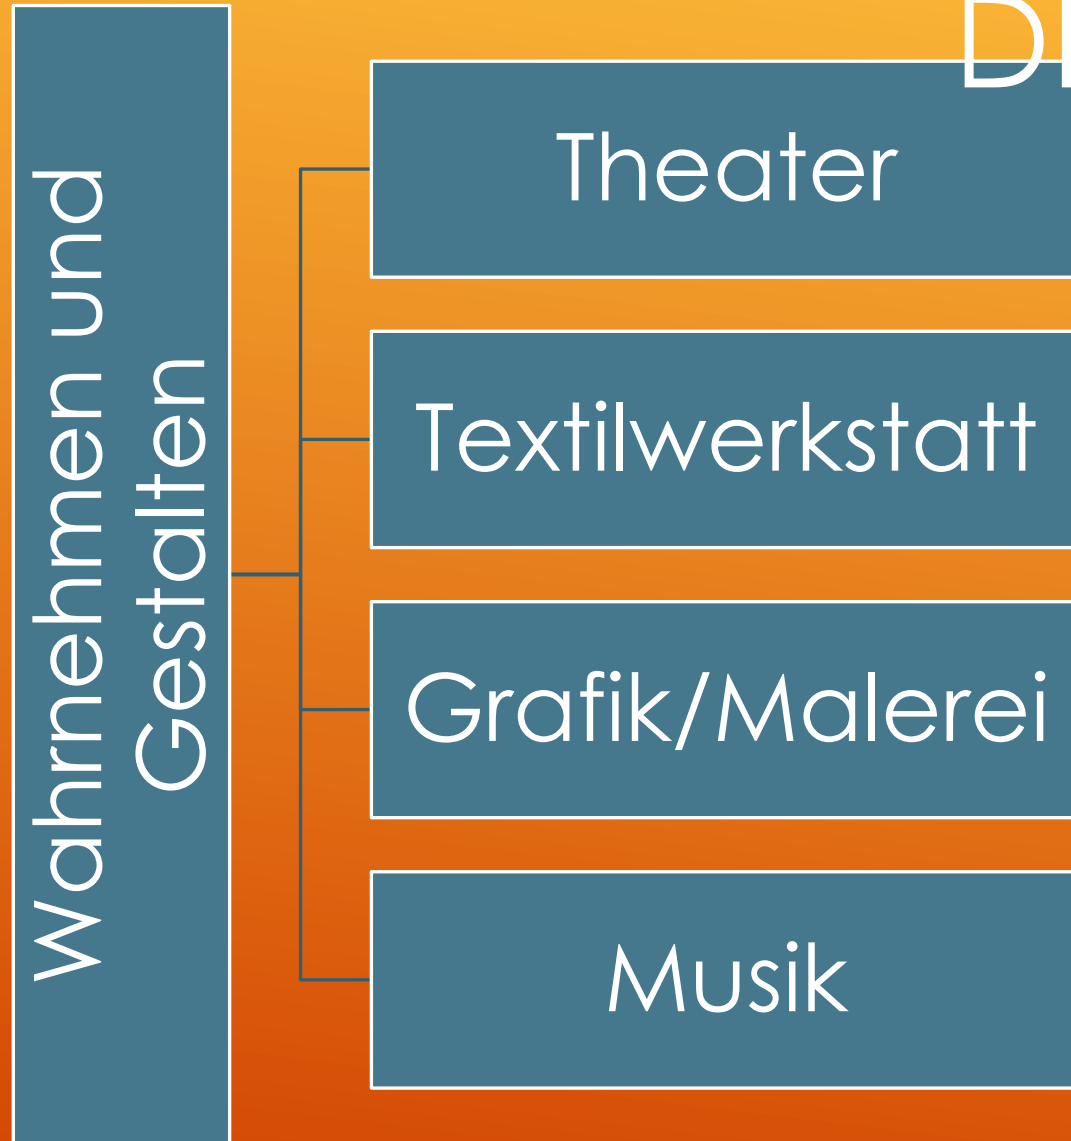 Wahrnehmen und
Gestalten
Theater
Textilwerkstatt
Grafik/Malerei
Musik